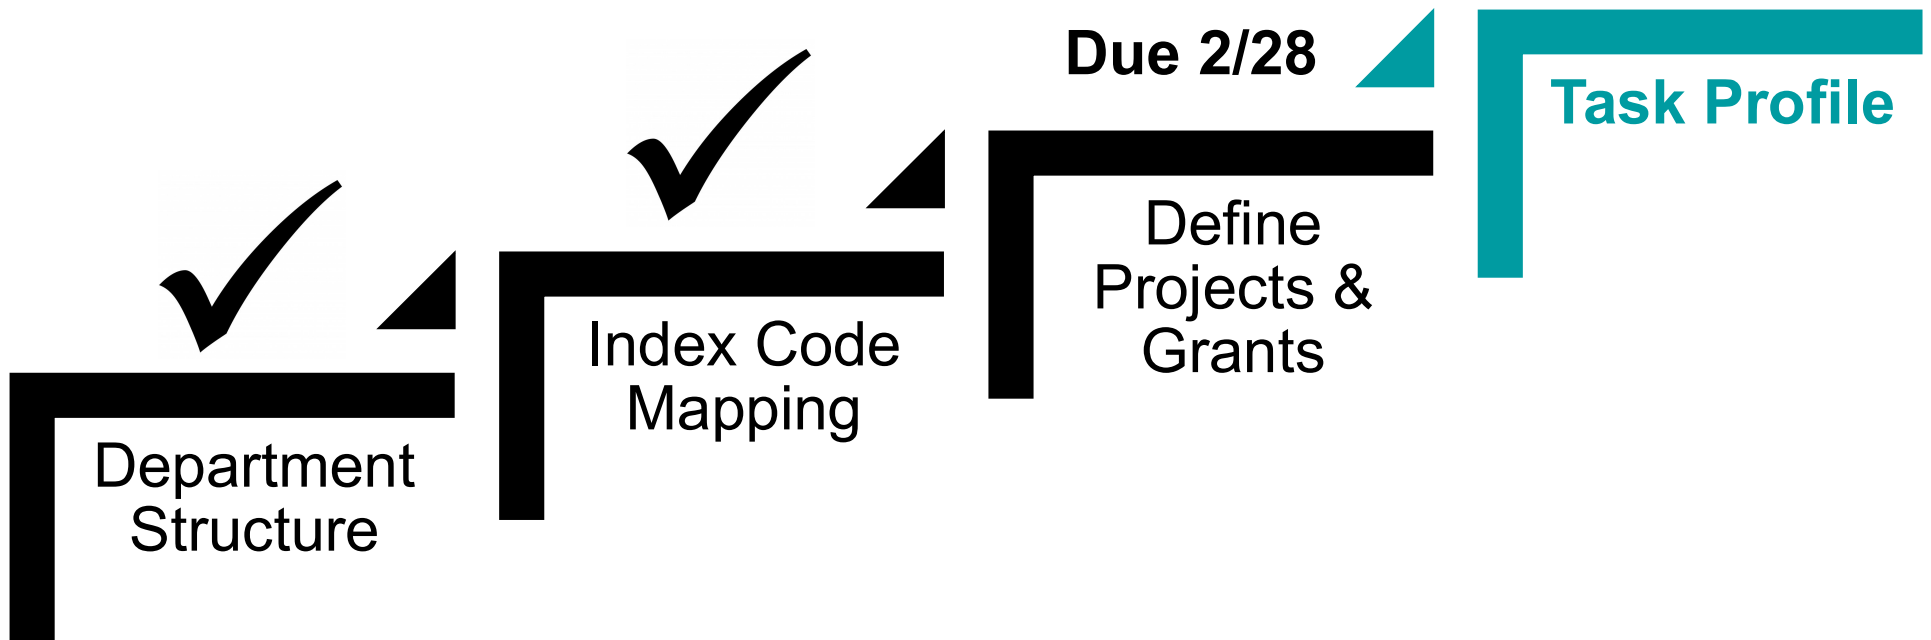 Department
Structure
Index Code
Mapping
Due 2/28
Define
Projects &
Grants
Task Profile